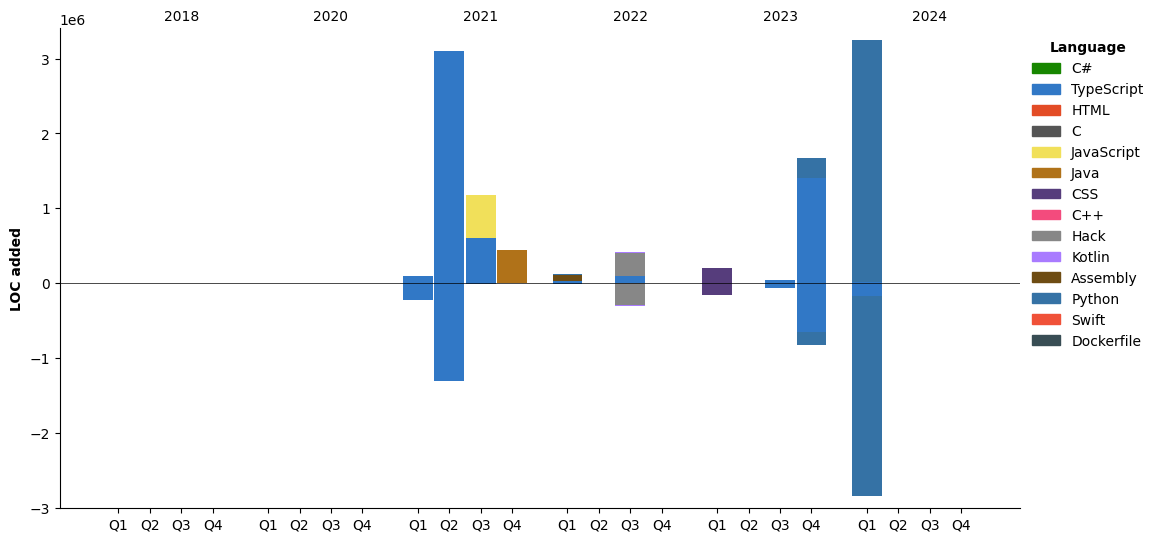 1e6
2018 2020 2021 2022 2023 2024
LOC added
3
2
1
0
−1
−2
−3
Q1 Q2 Q3 Q4 Q1 Q2 Q3 Q4 Q1 Q2 Q3 Q4 Q1 Q2 Q3 Q4 Q1 Q2 Q3 Q4 Q1 Q2 Q3 Q4
Language
C#
TypeScript
HTML
C
JavaScript
Java
CSS
C++
Hack
Kotlin
Assembly
Python
Swift
Dockerfile